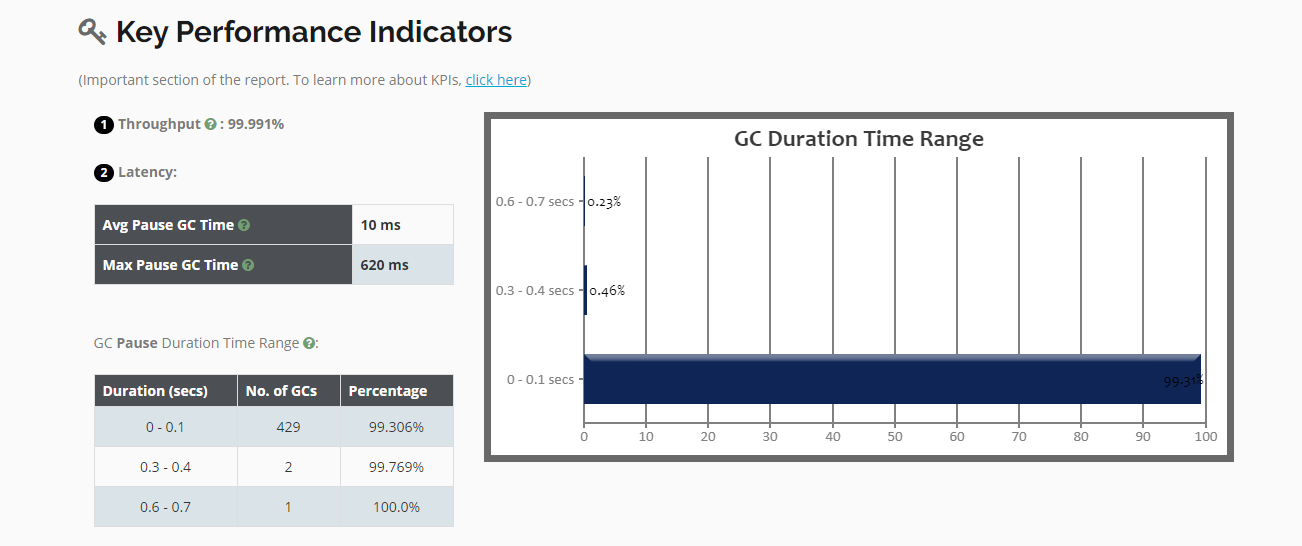 Key Performance Indicators
(Important section of the report. To learn more about KPIs, click here)
1 Throughput ? : 99.991%
2 Latency:
Avg Pause GC Time ? 10 ms
Max Pause GC Time ? 620 ms
GC Pause Duration Time Range ?:
Duration (secs) No. of GCs Percentage
0 - 0.1 429 99.306%
0.3 - 0.4 2 99.769%
0.6 - 0.7 1 100.0%
GC Duration Time Range
0.6 - 0.7 secs 0.23%
0.3 - 0.4 secs 0.46%
0 - 0.1 secs 99.31%
0 10 20 30 40 50 60 70 80 90 100